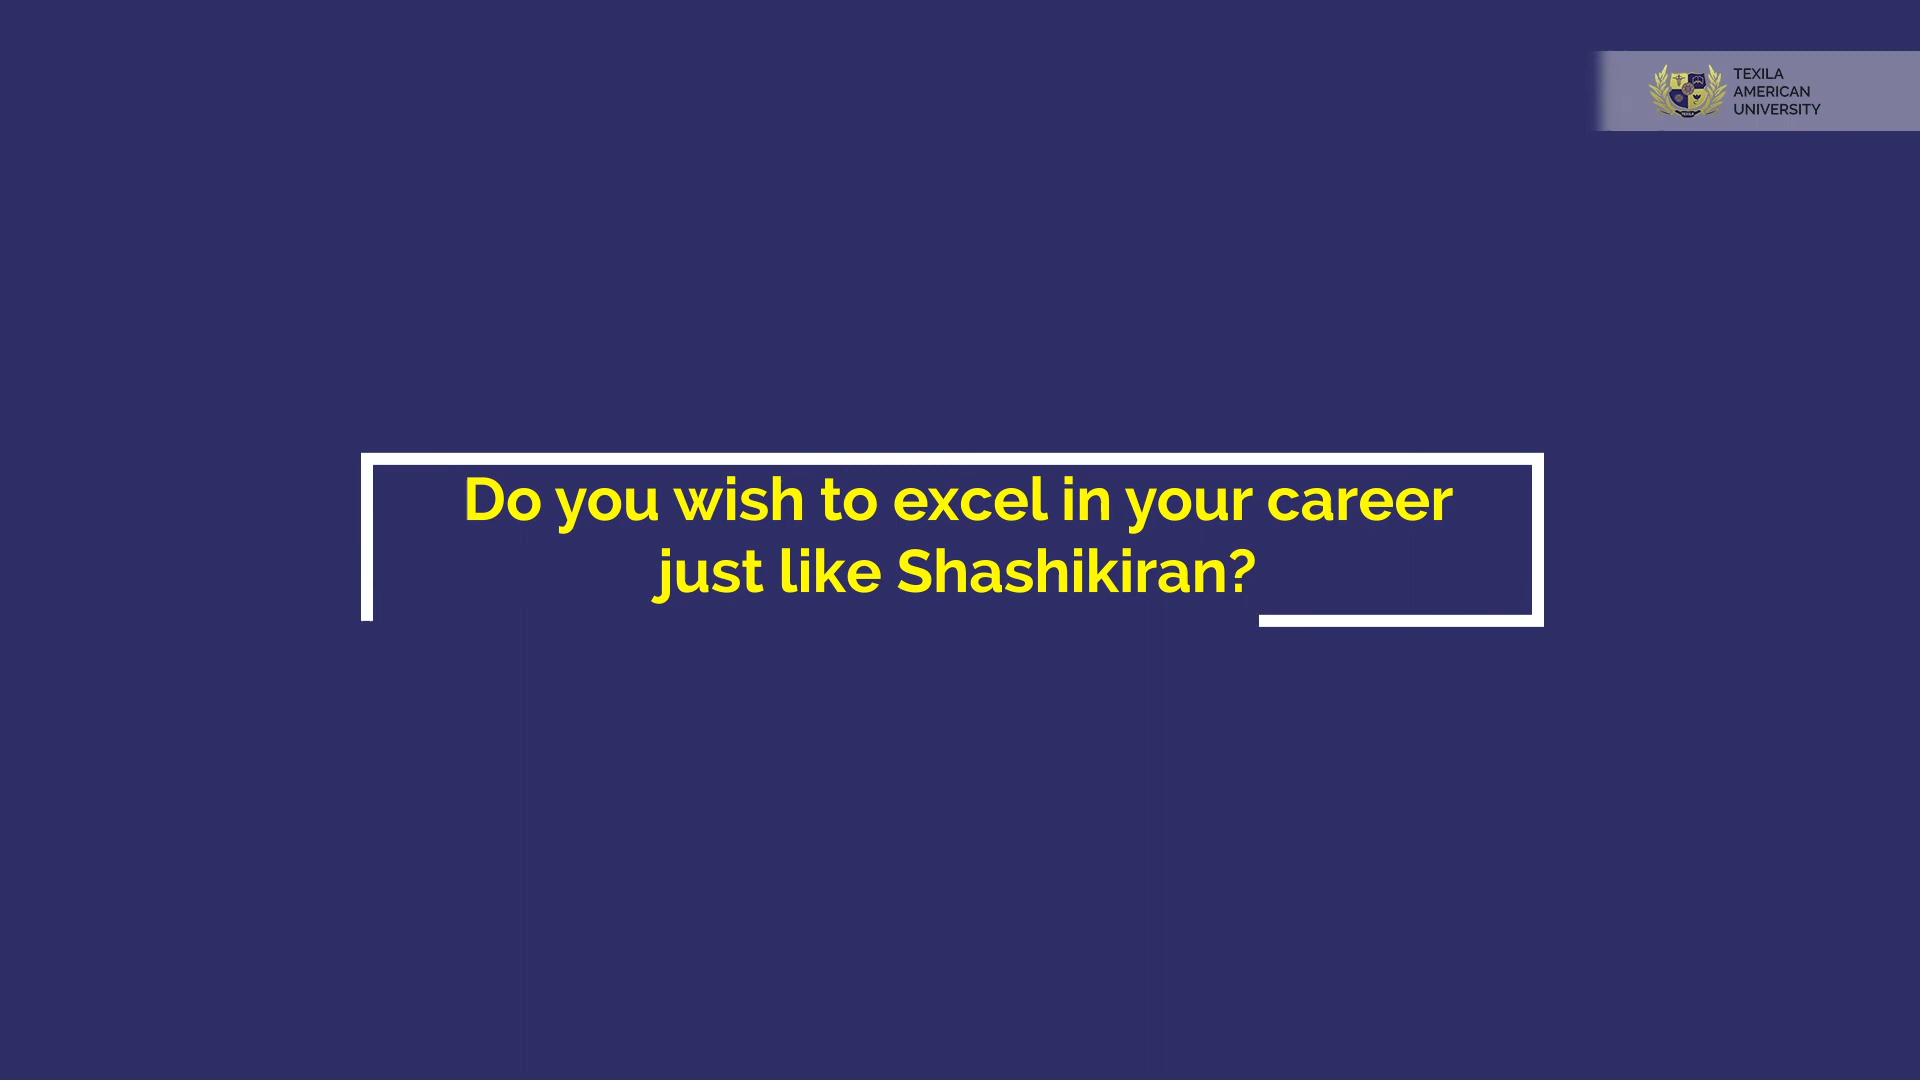 TEXILA
AMERICAN
UNIVERSITY
Do you wish to excel in your career
just like Shashikiran?